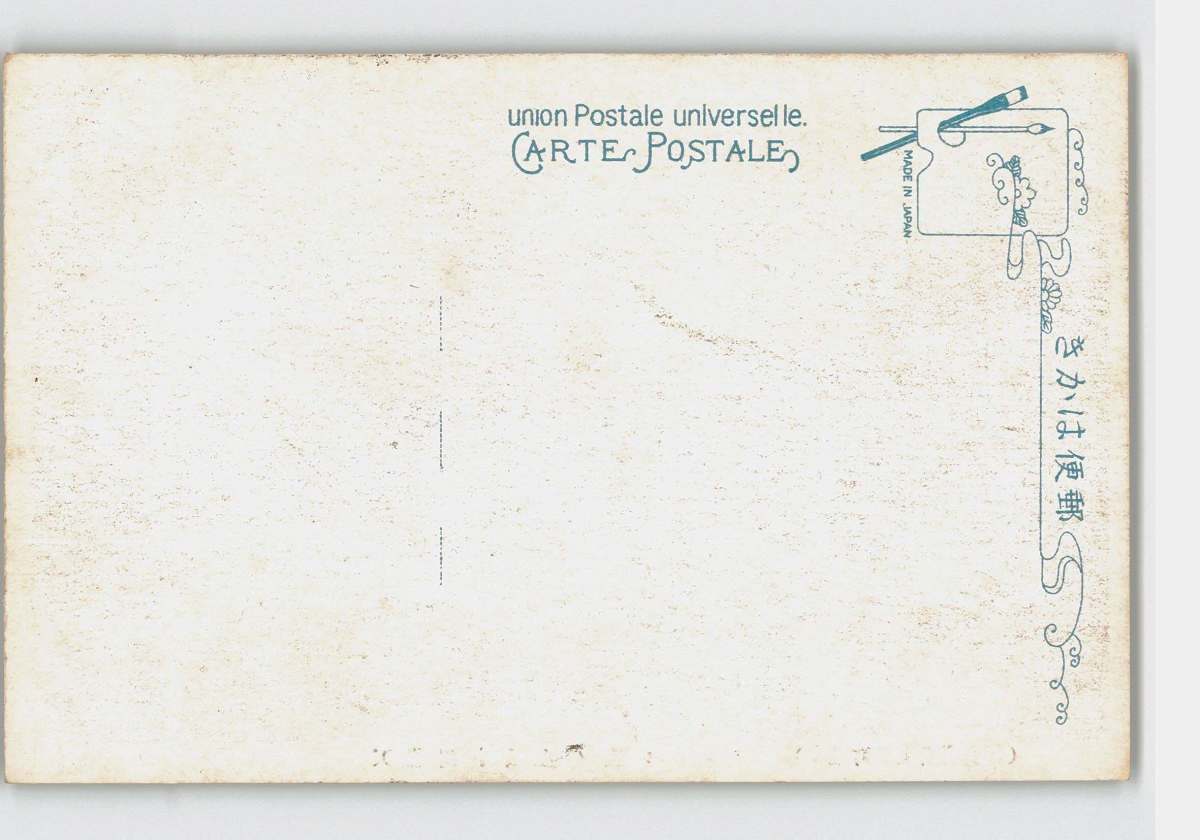 union Postale universelle.
CARTE POSTALE
MADE IN JAPAN
郵便はかき